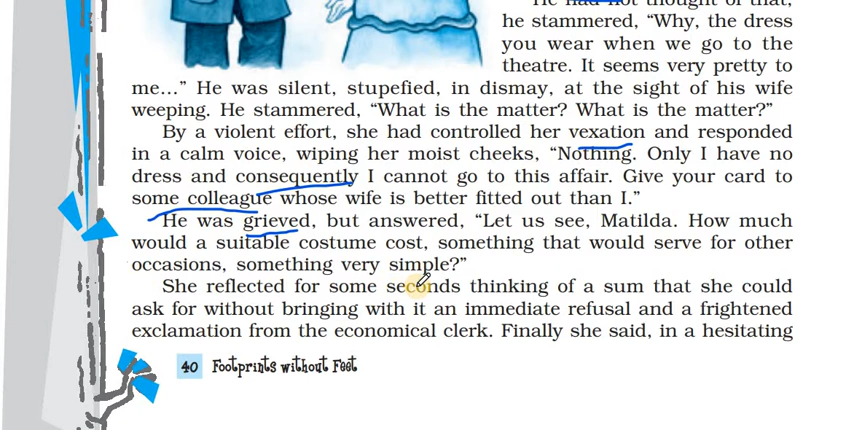 He had not thought of that,
he stammered, “Why, the dress
you wear when we go to the
theatre. It seems very pretty to
me...” He was silent, stupefied, in dismay, at the sight of his wife
weeping. He stammered, “What is the matter? What is the matter?”
By a violent effort, she had controlled her vexation and responded
in a calm voice, wiping her moist cheeks, “Nothing. Only I have no
dress and consequently I cannot go to this affair. Give your card to
some colleague whose wife is better fitted out than I.”
He was grieved, but answered, “Let us see, Matilda. How much
would a suitable costume cost, something that would serve for other
occasions, something very simple?”
She reflected for some seconds thinking of a sum that she could
ask for without bringing with it an immediate refusal and a frightened
exclamation from the economical clerk. Finally she said, in a hesitating
40 Footprints without Feet